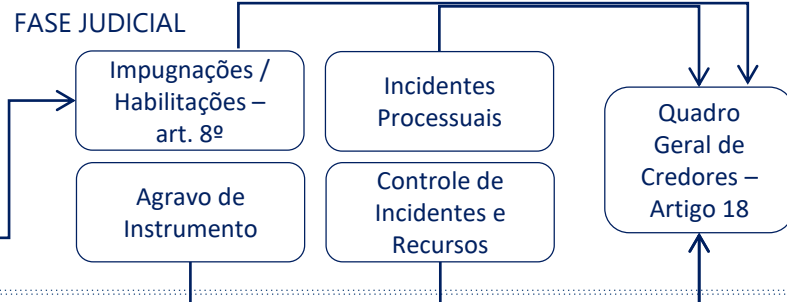 FASE JUDICIAL
Impugnações /
Habilitações –
art. 8º
Incidentes
Processuais
Quadro
Geral de
Credores –
Artigo 18
Agravo de
Instrumento
Controle de
Incidentes e
Recursos